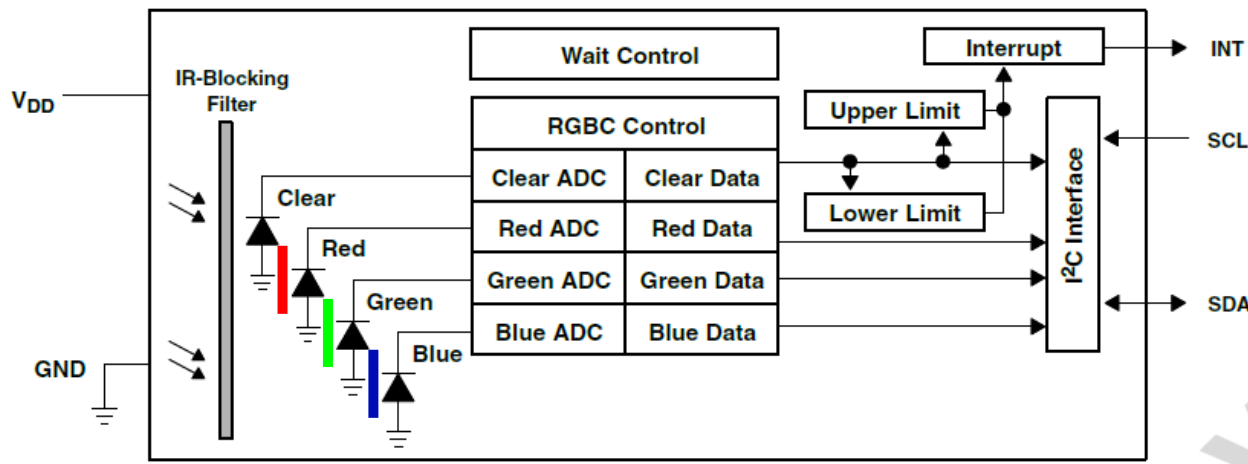 Wait Control
Interrupt
INT
IR-Blocking
Filter
V_DD
Upper Limit
RGBC Control
SCL
Clear ADC
Clear Data
Clear
Lower Limit
Red ADC
Red Data
Red
I²C Interface
Green ADC
Green Data
Green
SDA
Blue ADC
Blue Data
Blue
GND